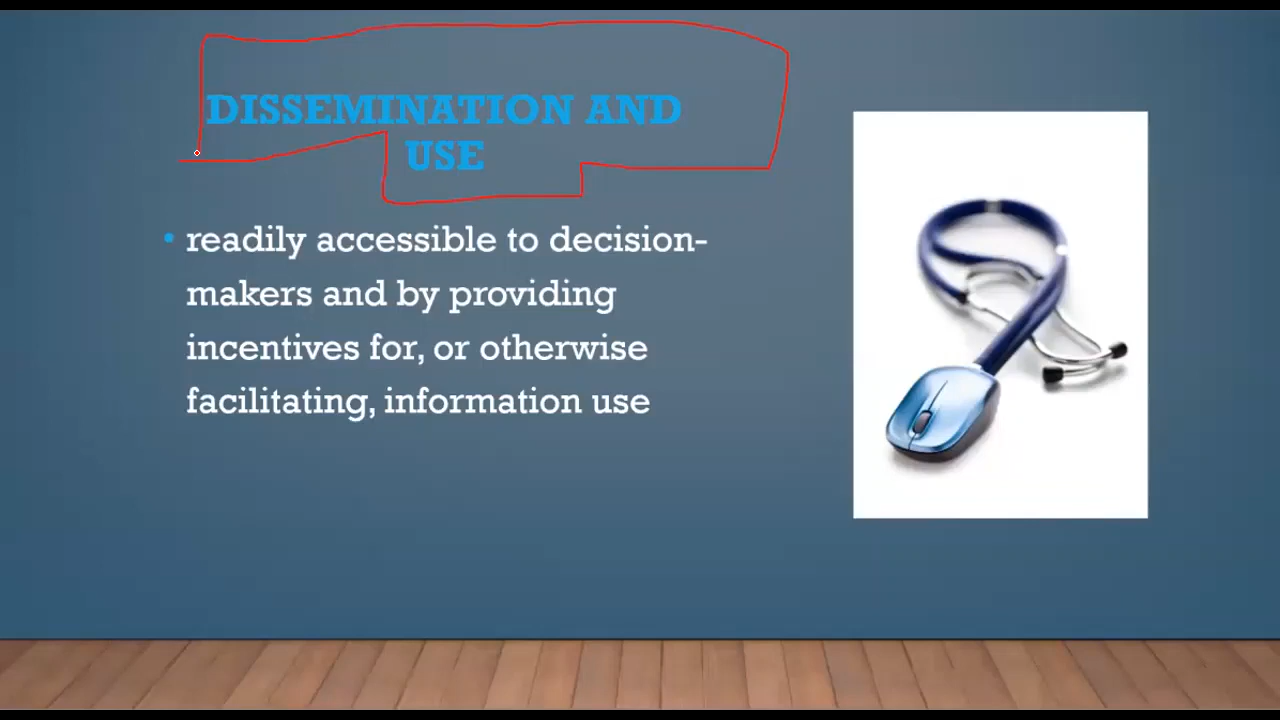 DISSEMINATION AND
USE
• readily accessible to decision-
makers and by providing
incentives for, or otherwise
facilitating, information use